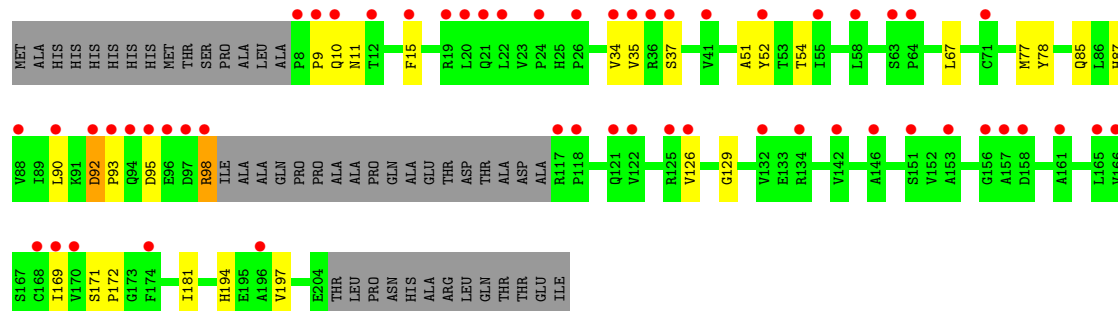 MET ALA HIS HIS HIS HIS HIS HIS MET THR SER PRO ALA LEU ALA P8 P9 Q10 N11 T12 F15 R19 L20 Q21 L22 V23 P24 H25 P26 V34 V35 R36 S37 V41 A51 Y52 T53 T54 I55 L58 S63 P64 L67 C71 M77 Y78 Q85 L86 H87
V88 I89 L90 K91 D92 P93 Q94 D95 E96 D97 R98 ILE ALA ALA GLN PRO PRO ALA ALA PRO GLN ALA GLU THR ASP THR ALA ASP ALA R117 P118 Q121 V122 R125 V126 G129 V132 E133 R134 V142 A146 S151 V152 A153 G156 A157 D158 A161 L165 V166
S167 C168 I169 V170 S171 P172 G173 F174 I181 H194 E195 A196 V197 E204 THR LEU PRO ASN HIS ALA ARG LEU GLN THR THR GLU ILE